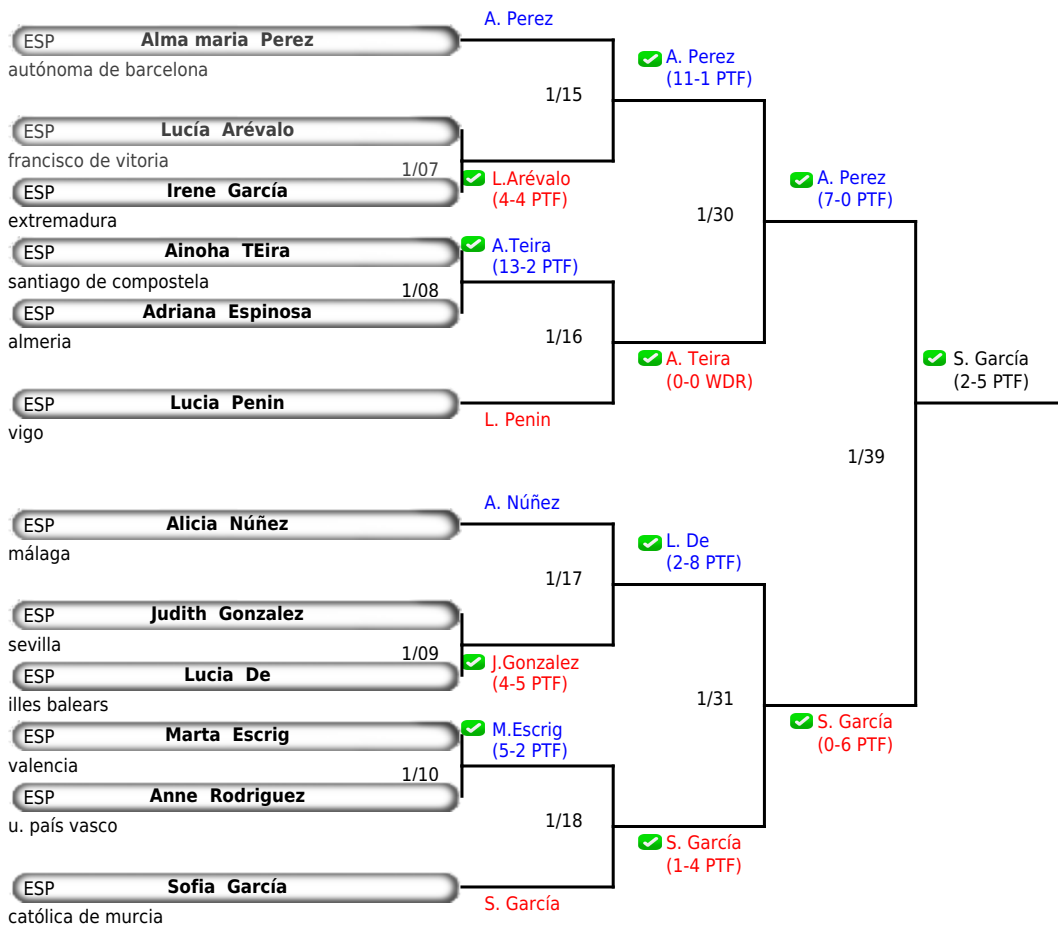 A. Perez
ESP Alma maria Perez
autónoma de barcelona
A. Perez
(11-1 PTF)
1/15
ESP Lucía Arévalo
francisco de vitoria
1/07
ESP Irene García
extremadura
L.Arévalo
(4-4 PTF)
A. Perez
(7-0 PTF)
1/30
ESP Ainoha TEira
santiago de compostela
A.Teira
(13-2 PTF)
1/08
ESP Adriana Espinosa
almeria
1/16
A. Teira
(0-0 WDR)
S. García
(2-5 PTF)
ESP Lucia Penin
vigo
L. Penin
1/39
A. Núñez
ESP Alicia Núñez
málaga
L. De
(2-8 PTF)
1/17
ESP Judith Gonzalez
sevilla
1/09
ESP Lucia De
illes balears
J.Gonzalez
(4-5 PTF)
1/31
ESP Marta Escrig
valencia
M.Escrig
(5-2 PTF)
S. García
(0-6 PTF)
1/10
ESP Anne Rodriguez
u. país vasco
1/18
S. García
(1-4 PTF)
ESP Sofia García
católica de murcia
S. García